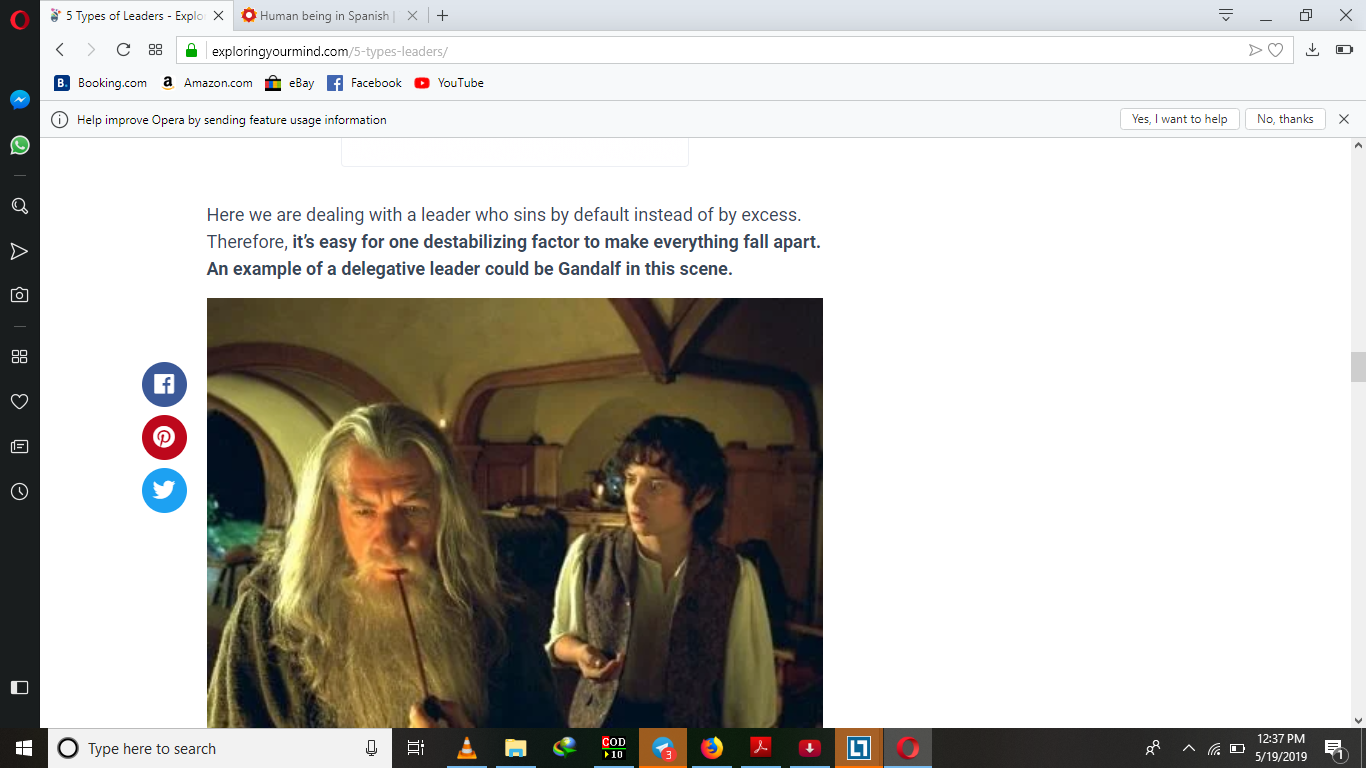 5 Types of Leaders - Explo
Human being in Spanish |
exploringyourmind.com/5-types-leaders/
B. Booking.com a Amazon.com eBay Facebook YouTube
Help improve Opera by sending feature usage information
Yes, I want to help
No, thanks
Here we are dealing with a leader who sins by default instead of by excess.
Therefore, it’s easy for one destabilizing factor to make everything fall apart.
An example of a delegative leader could be Gandalf in this scene.
Type here to search
COD
10
3
12:37 PM
5/19/2019
1